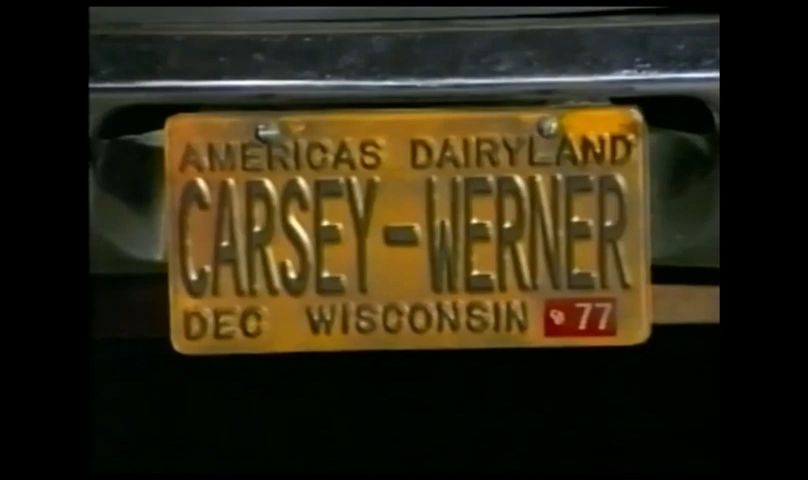 AMERICAS DAIRYLAND
CARSEY-WERNER
DEC WISCONSIN 77